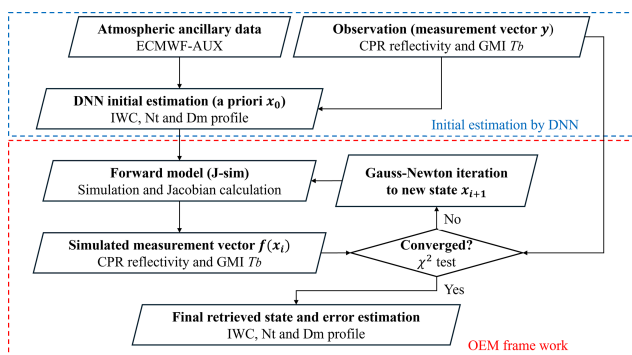 Atmospheric ancillary data
ECMWF-AUX
Observation (measurement vector y)
CPR reflectivity and GMI Tb
DNN initial estimation (a priori x₀)
IWC, Nt and Dm profile
Initial estimation by DNN
Forward model (J-sim)
Simulation and Jacobian calculation
Gauss-Newton iteration
to new state xᵢ₊₁
No
Simulated measurement vector f(xᵢ)
CPR reflectivity and GMI Tb
Converged?
χ² test
Yes
Final retrieved state and error estimation
IWC, Nt and Dm profile
OEM frame work